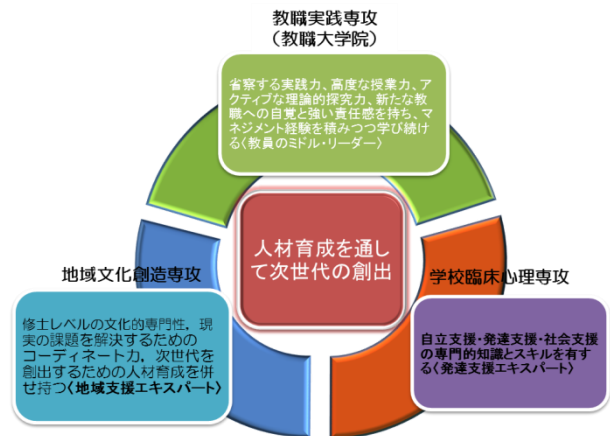 教職実践専攻
（教職大学院）
省察する実践力、高度な授業力、ア
クティブな理論的探究力、新たな教
職への自覚と強い責任感を持ち、マ
ネジメント経験を積みつつ学び続け
る〈教員のミドル・リーダー〉
人材育成を通し
て次世代の創出
地域文化創造専攻
修士レベルの文化的専門性，現
実の課題を解決するための
コーディネート力，次世代を
創出するための人材育成を併
せ持つ〈地域支援エキスパート〉
学校臨床心理専攻
自立支援・発達支援・社会支援
の専門的知識とスキルを有す
る〈発達支援エキスパート〉